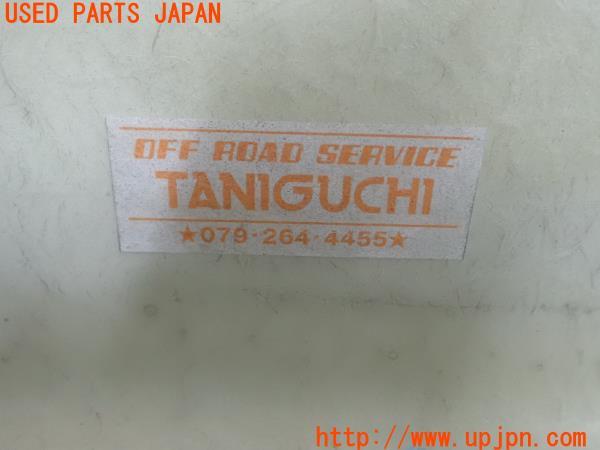 USED PARTS JAPAN
OFF ROAD SERVICE
TANIGUCHI
★079-264-4455★
http://www.upjpn.com/